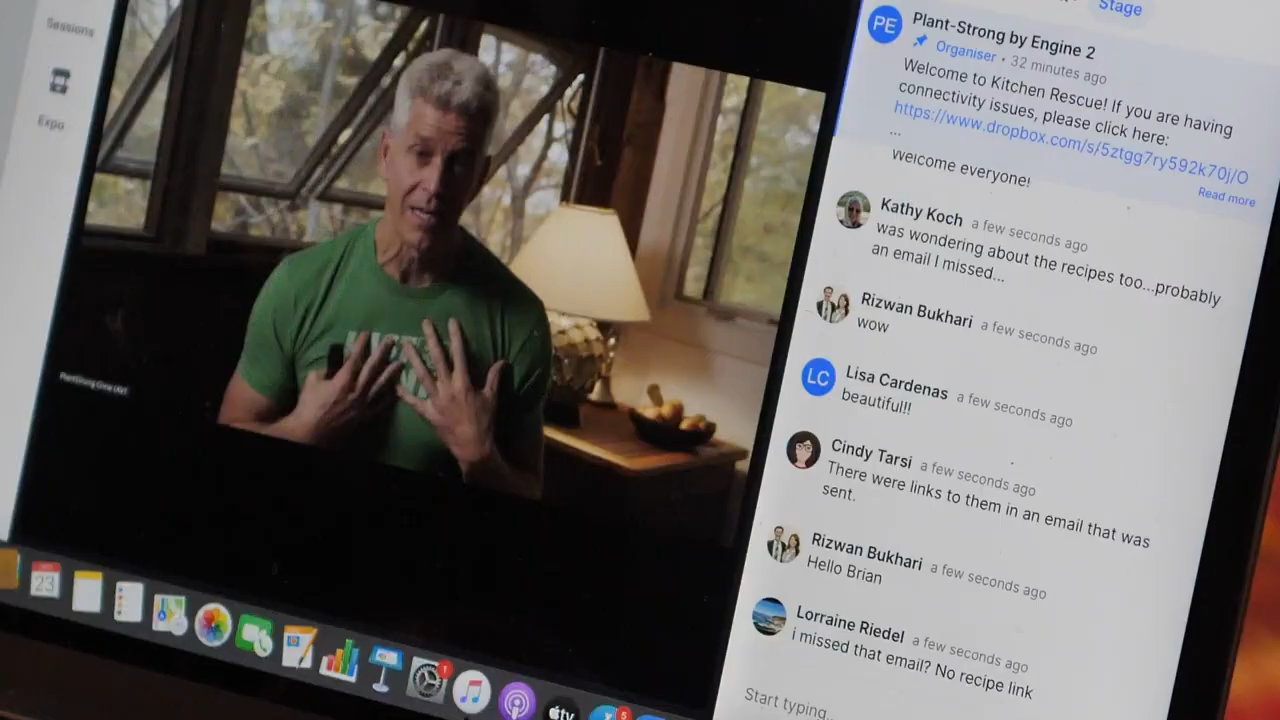 Sessions
Expo
Stage
PE
Plant-Strong by Engine 2
Organiser • 32 minutes ago
Welcome to Kitchen Rescue! If you are having
connectivity issues, please click here:
https://www.dropbox.com/s/5ztgg7ry592k70j/O
...
Welcome everyone!
Read more
Kathy Koch a few seconds ago
was wondering about the recipes too...probably
an email I missed...
Rizwan Bukhari a few seconds ago
wow
LC
Lisa Cardenas a few seconds ago
beautiful!!
Cindy Tarsi a few seconds ago
There were links to them in an email that was
sent.
Rizwan Bukhari a few seconds ago
Hello Brian
Lorraine Riedel a few seconds ago
i missed that email? No recipe link
Start typing...
23
1
tv
5